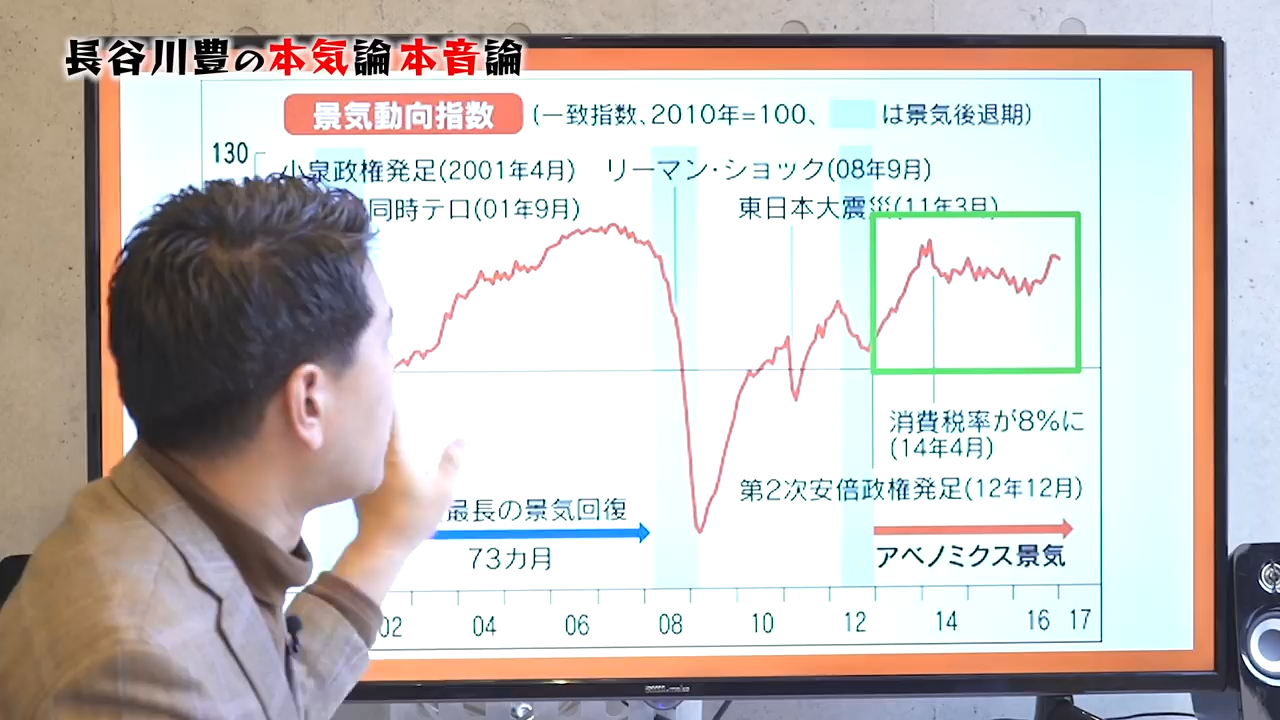 長谷川豊の本気論 本音論
景気動向指数 (一致指数、2010年=100、 は景気後退期)
130
小泉政権発足(2001年4月) リーマン・ショック(08年9月)
同時テロ(01年9月) 東日本大震災(11年3月)
消費税率が8%に
(14年4月)
第2次安倍政権発足(12年12月)
最長の景気回復
73カ月
アベノミクス景気
02 04 06 08 10 12 14 16 17